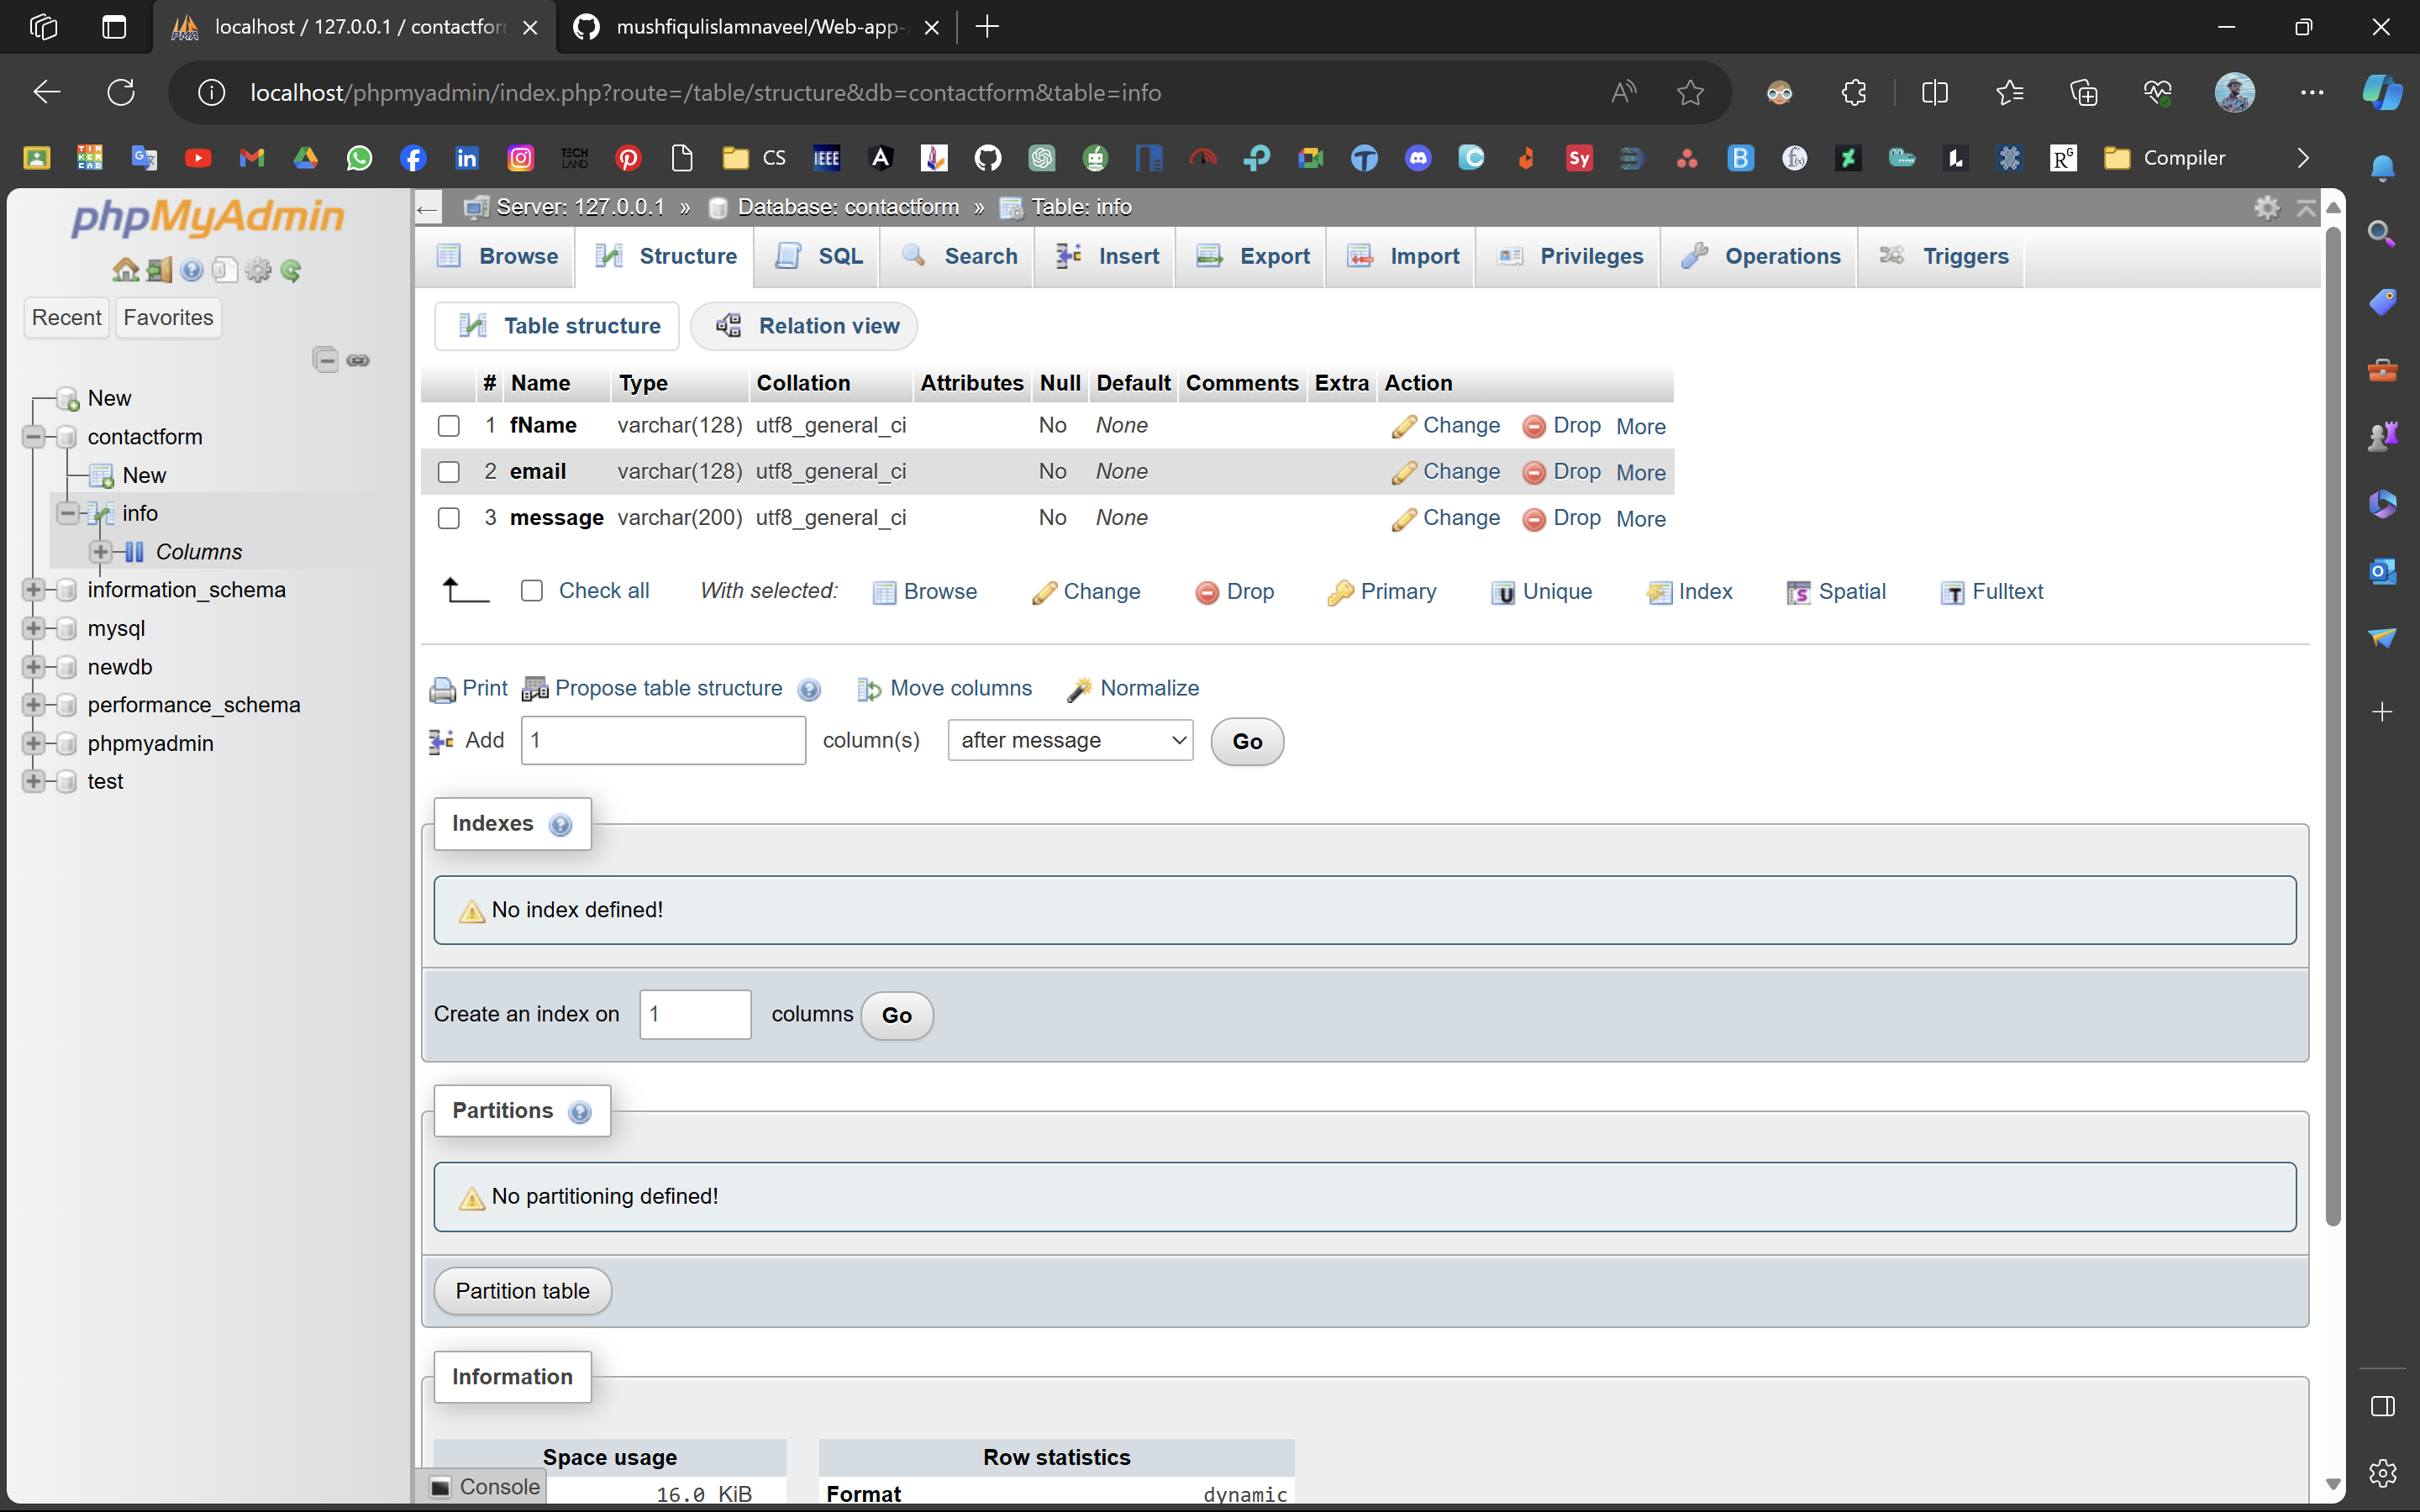 localhost / 127.0.0.1 / contactfor
mushfiqulislamnaveel/Web-app-
localhost/phpmyadmin/index.php?route=/table/structure&db=contactform&table=info
CS
IEEE
TECH LAND
Sy
Compiler
phpMyAdmin
Recent
Favorites
New
contactform
New
info
Columns
information_schema
mysql
newdb
performance_schema
phpmyadmin
test
Server: 127.0.0.1 » Database: contactform » Table: info
Browse Structure SQL Search Insert Export Import Privileges Operations Triggers
Table structure Relation view
# Name Type Collation Attributes Null Default Comments Extra Action
1 fName varchar(128) utf8_general_ci No None Change Drop More
2 email varchar(128) utf8_general_ci No None Change Drop More
3 message varchar(200) utf8_general_ci No None Change Drop More
Check all With selected: Browse Change Drop Primary Unique Index Spatial Fulltext
Print Propose table structure Move columns Normalize
Add 1 column(s) after message Go
Indexes
No index defined!
Create an index on 1 columns Go
Partitions
No partitioning defined!
Partition table
Information
Space usage Row statistics
Console 16.0 KiB Format dynamic